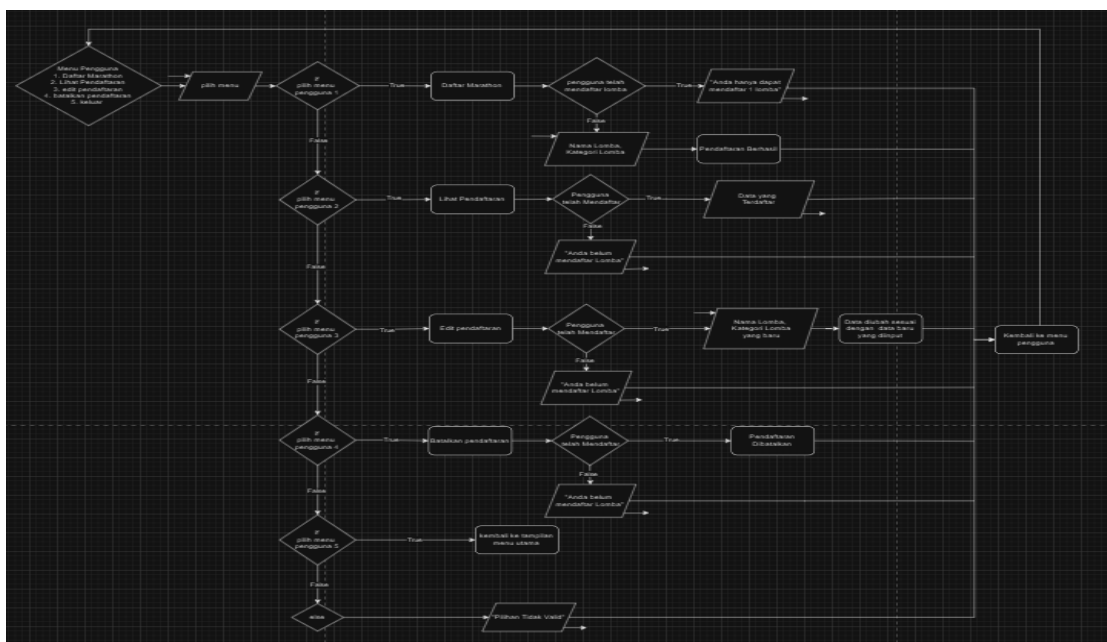 Menu Pengguna
1. Daftar Marathon
2. Lihat Pendaftaran
3. edit pendaftaran
4. batalkan pendaftaran
5. keluar
pilih menu
if
pilih menu
pengguna 1
True
Daftar Marathon
pengguna telah
mendaftar lomba
True
"Anda hanya dapat
mendaftar 1 lomba"
False
Nama Lomba,
Kategori Lomba
Pendaftaran Berhasil
False
if
pilih menu
pengguna 2
True
Lihat Pendaftaran
Pengguna
telah Mendaftar
True
Data yang
Terdaftar
False
"Anda belum
mendaftar Lomba"
False
if
pilih menu
pengguna 3
True
Edit pendaftaran
Pengguna
telah Mendaftar
True
Nama Lomba,
Kategori Lomba
yang baru
Data diubah sesuai
dengan data baru
yang diinput
Kembali ke menu
pengguna
False
"Anda belum
mendaftar Lomba"
False
if
pilih menu
pengguna 4
True
Batalkan pendaftaran
Pengguna
telah Mendaftar
True
Pendaftaran
Dibatalkan
False
"Anda belum
mendaftar Lomba"
False
if
pilih menu
pengguna 5
True
kembali ke tampilan
menu utama
False
else
"Pilihan Tidak Valid"